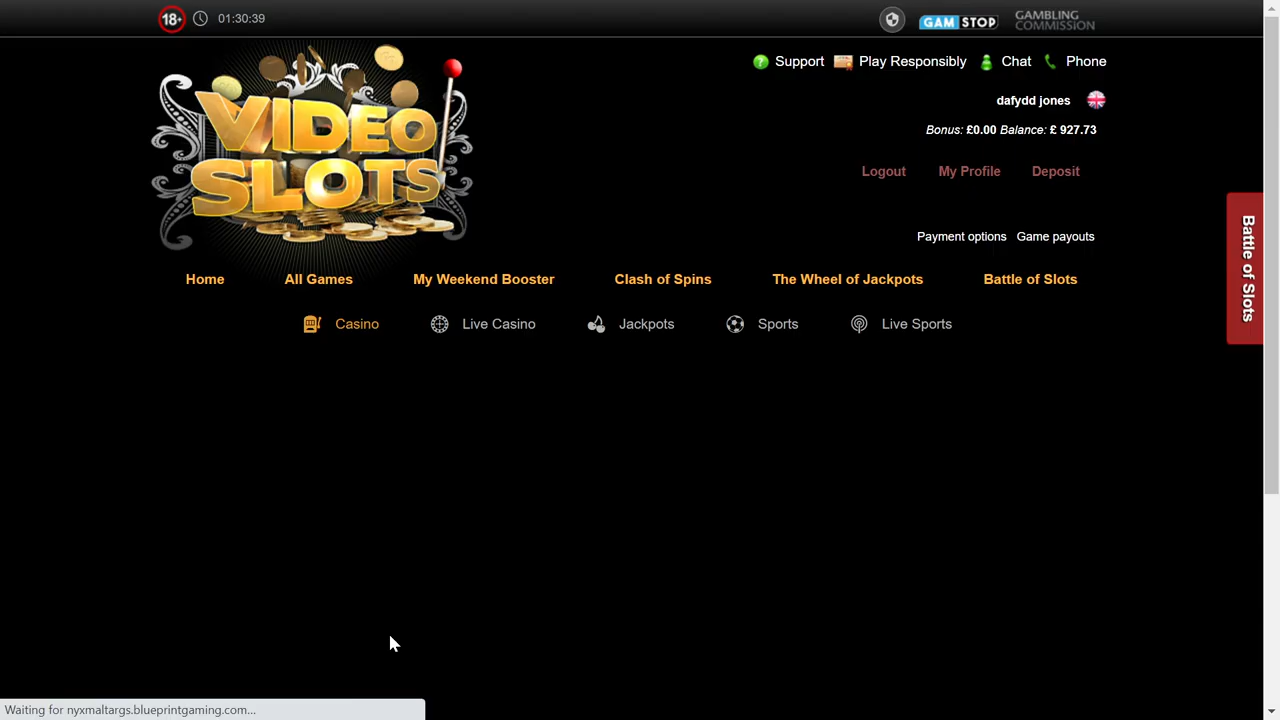 18+ 01:30:39 GAMSTOP GAMBLING
COMMISSION
Support Play Responsibly Chat Phone
VIDEO
SLOTS
dafydd jones
Bonus: £0.00 Balance: £ 927.73
Logout My Profile Deposit
Payment options Game payouts
Battle of Slots
Home All Games My Weekend Booster Clash of Spins The Wheel of Jackpots Battle of Slots
Casino Live Casino Jackpots Sports Live Sports
Waiting for nyxmaltargs.blueprintgaming.com...